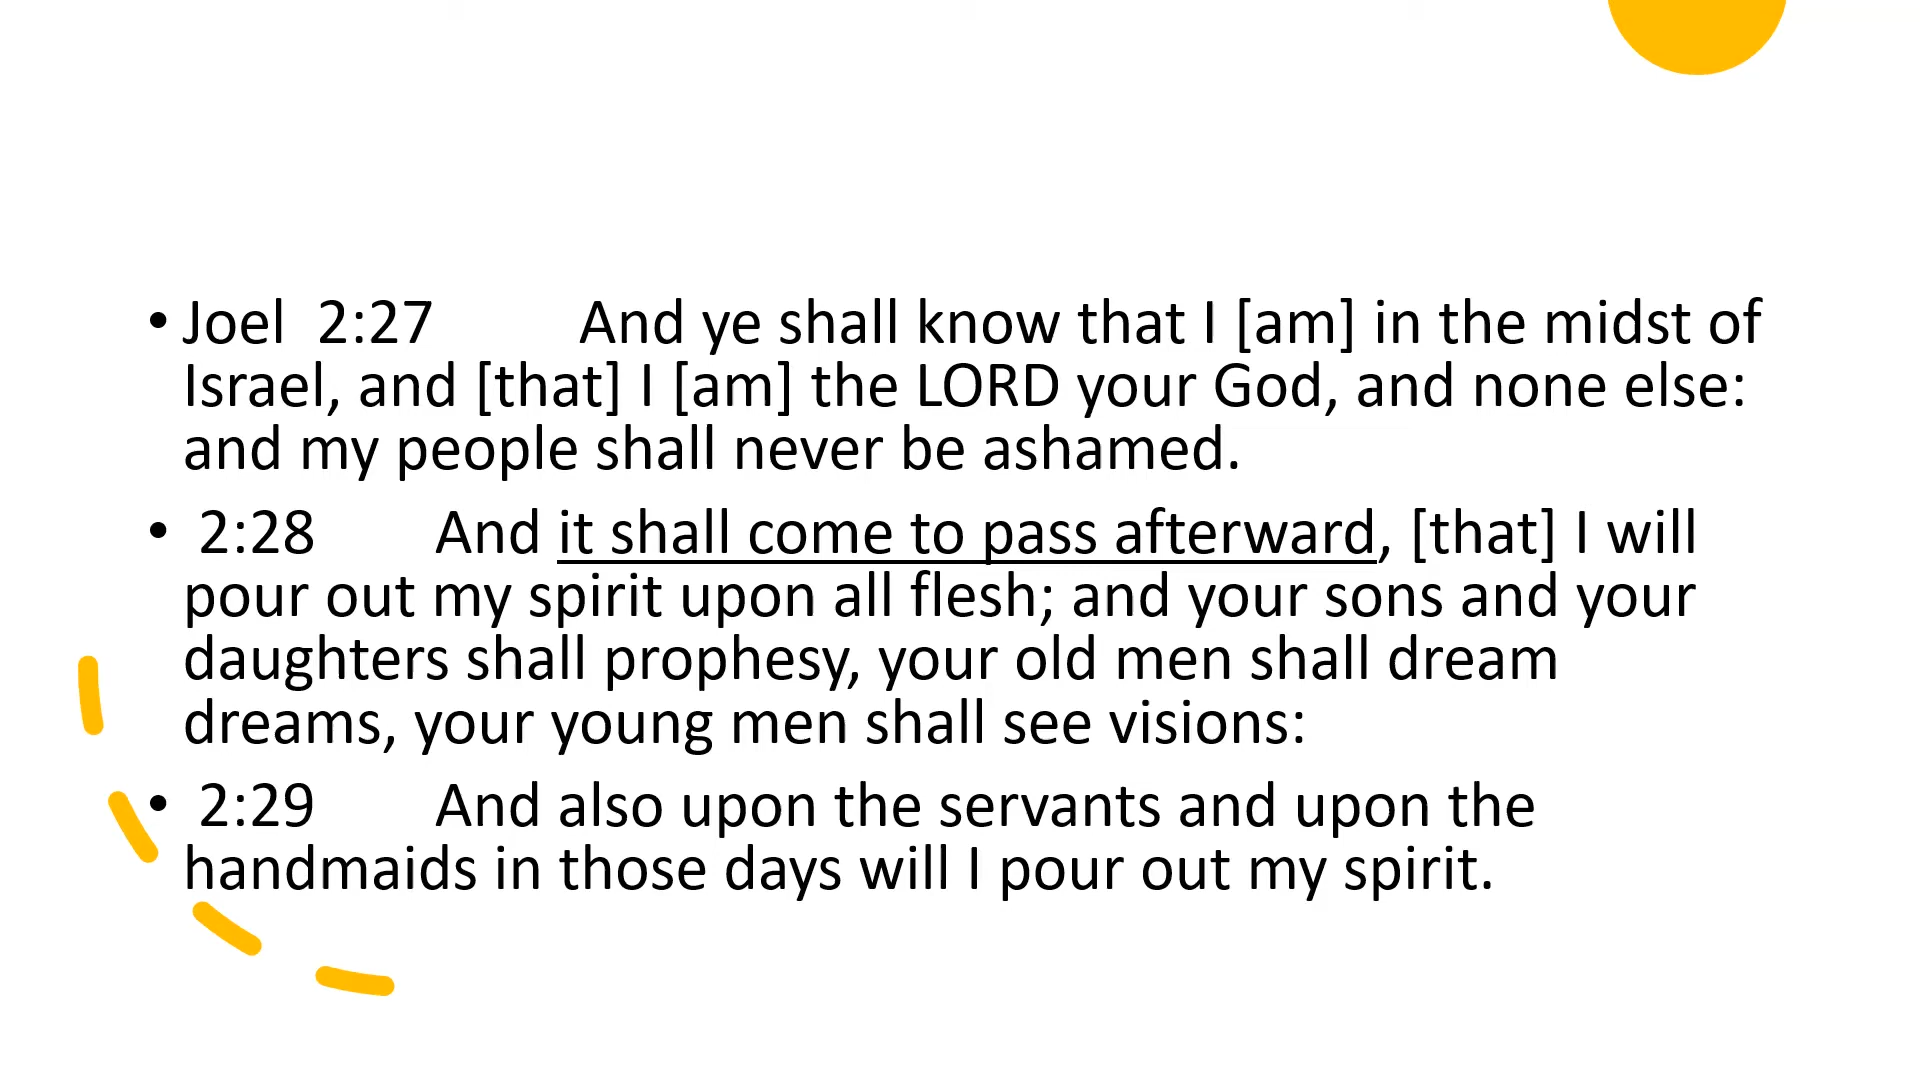 • Joel  2:27 And ye shall know that I [am] in the midst of
Israel, and [that] I [am] the LORD your God, and none else:
and my people shall never be ashamed.
• 2:28 And it shall come to pass afterward, [that] I will
pour out my spirit upon all flesh; and your sons and your
daughters shall prophesy, your old men shall dream
dreams, your young men shall see visions:
• 2:29 And also upon the servants and upon the
handmaids in those days will I pour out my spirit.